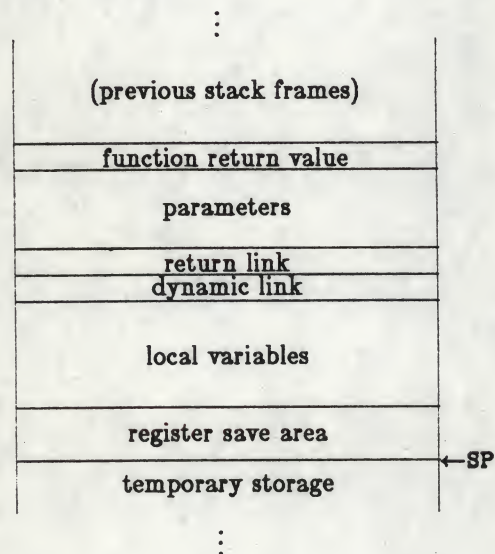 (previous stack frames)
function return value
parameters
return link
dynamic link
local variables
register save area
←SP
temporary storage